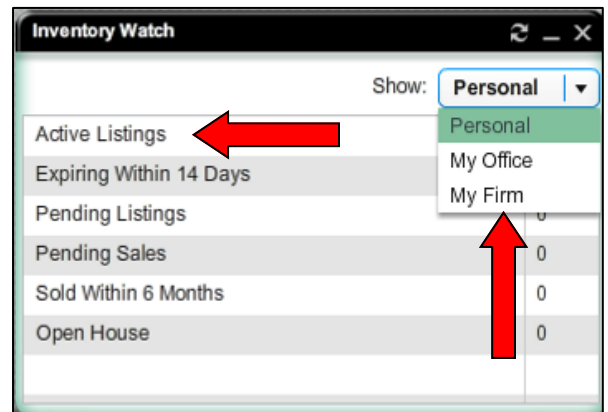 Inventory Watch
Show: Personal
Personal
My Office
My Firm
Active Listings
Expiring Within 14 Days
Pending Listings 0
Pending Sales 0
Sold Within 6 Months 0
Open House 0